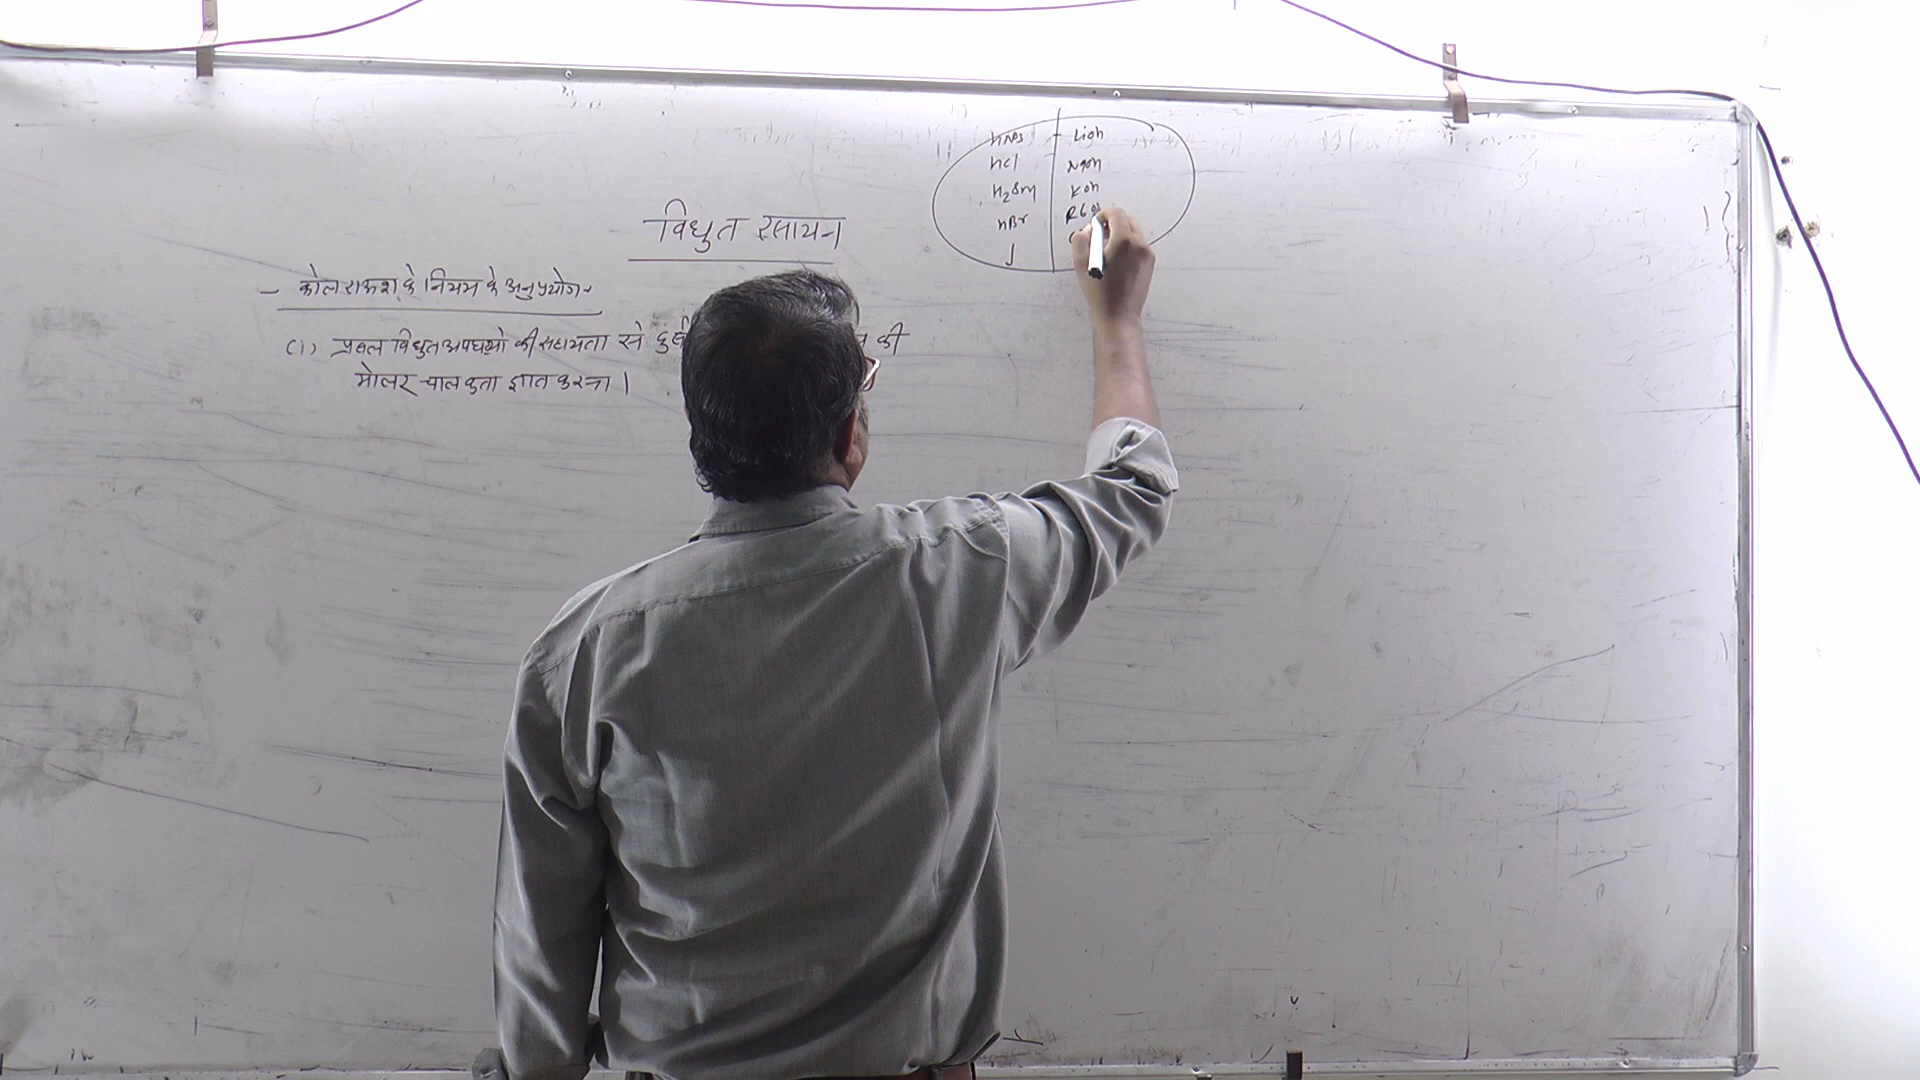 HNO3 - LiOH
HCl NaOH
H2SO4 KOH
HBr RbO
विधुत रसायन
- कोलराऊश के नियम के अनुप्रयोग -
(1) प्रबल विधुत अपघट्यो की सहायता से की
मोलर चालकता ज्ञात करना।